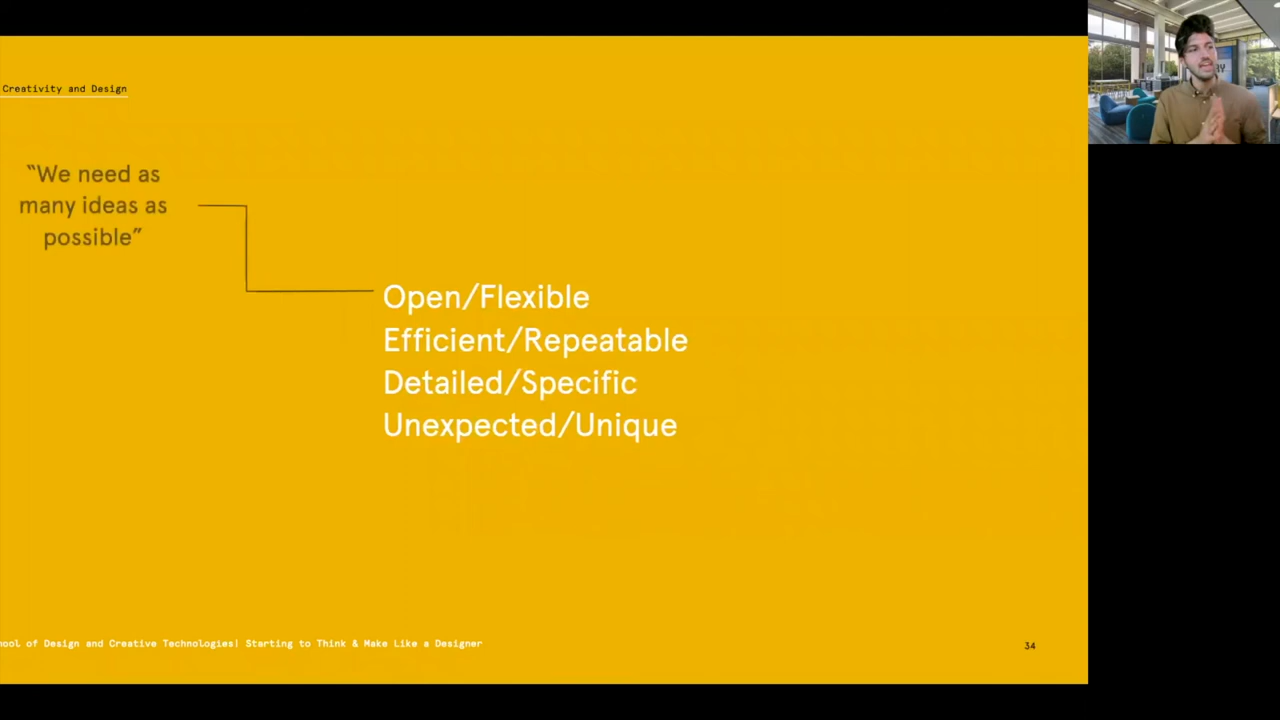 Creativity and Design
“We need as
many ideas as
possible”
Open/Flexible
Efficient/Repeatable
Detailed/Specific
Unexpected/Unique
of Design and Creative Technologies| Starting to Think & Make Like a Designer
34